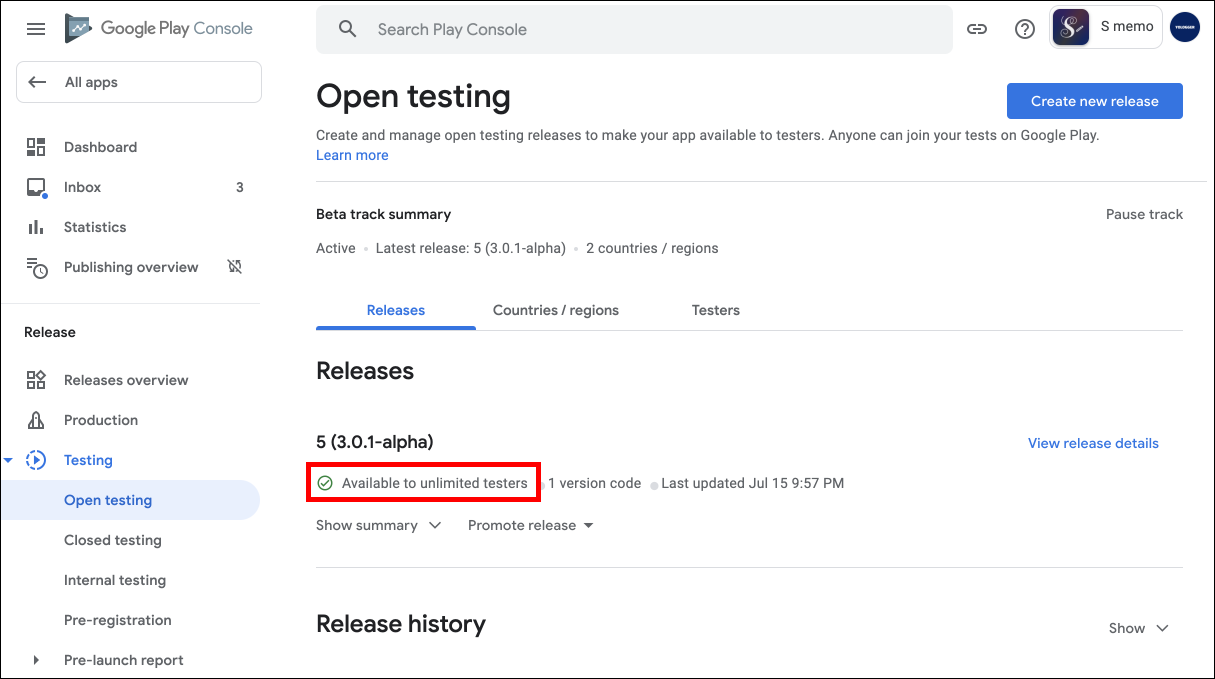 Google Play Console
Search Play Console
S memo
All apps
Dashboard
Inbox 3
Statistics
Publishing overview
Release
Releases overview
Production
Testing
Open testing
Closed testing
Internal testing
Pre-registration
Pre-launch report
Open testing
Create new release
Create and manage open testing releases to make your app available to testers. Anyone can join your tests on Google Play.
Learn more
Beta track summary
Pause track
Active • Latest release: 5 (3.0.1-alpha) • 2 countries / regions
Releases Countries / regions Testers
Releases
5 (3.0.1-alpha)
View release details
Available to unlimited testers • 1 version code • Last updated Jul 15 9:57 PM
Show summary Promote release
Release history
Show